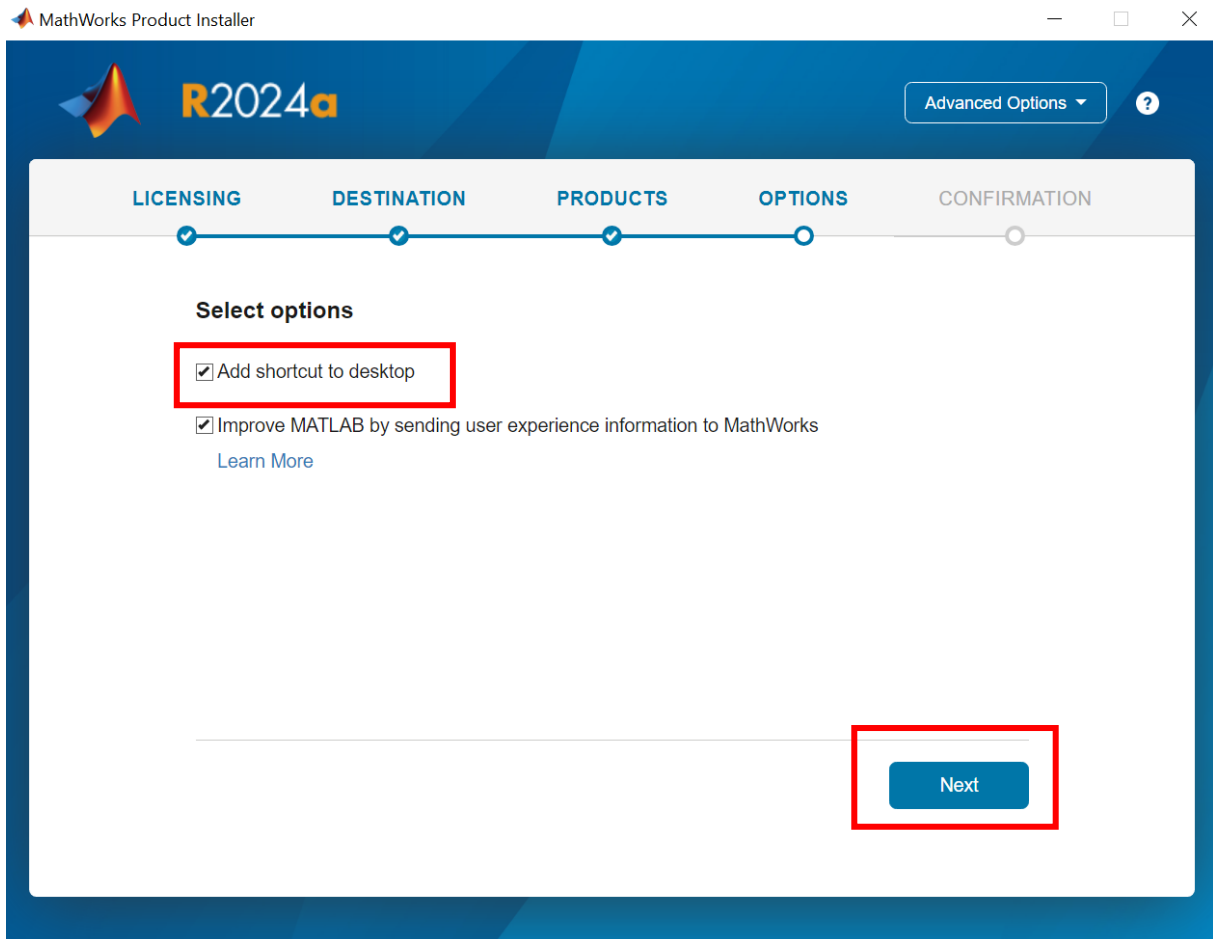 MathWorks Product Installer
R2024a
Advanced Options
?
LICENSING DESTINATION PRODUCTS OPTIONS CONFIRMATION
Select options
Add shortcut to desktop
Improve MATLAB by sending user experience information to MathWorks
Learn More
Next